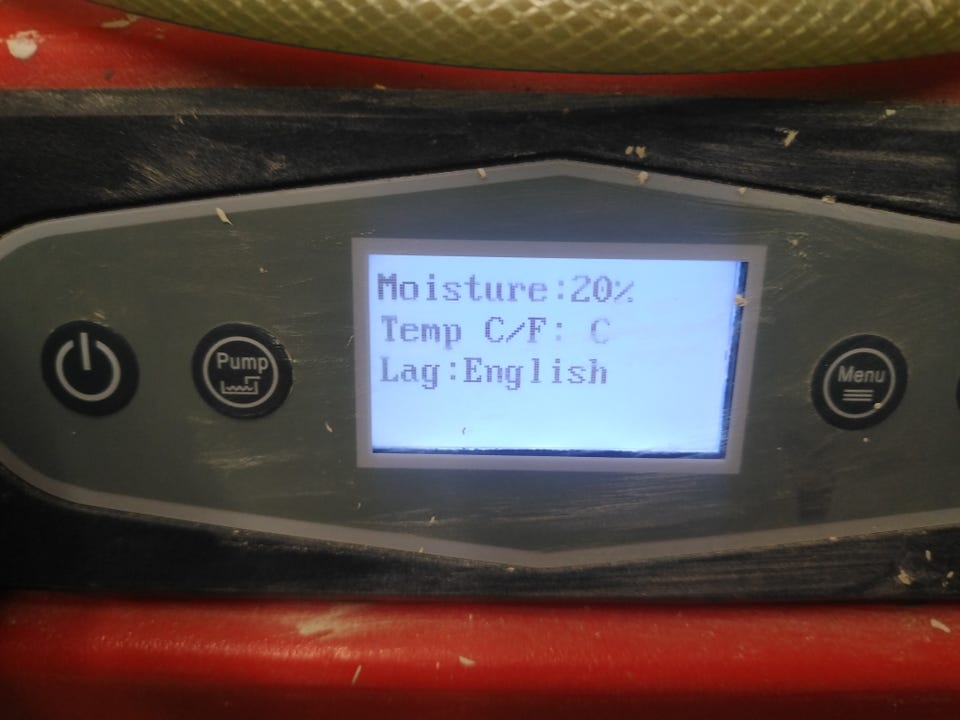 Moisture:20%
Temp C/F: C
Lag:English
Pump
Menu